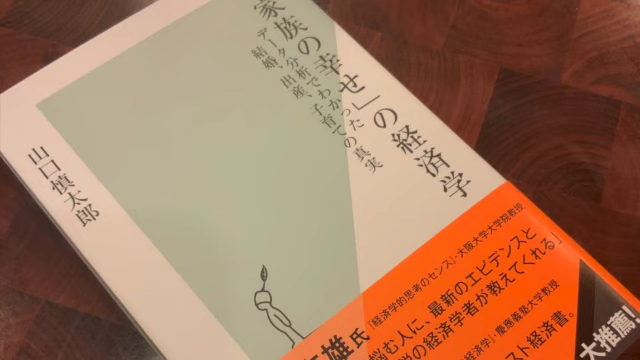 家族の幸せ」の経済学
データ分析でわかった
結婚、出産、子育ての真実
山口慎太郎
『経済学的思考のセンス』・大阪大学大学院教授
雄氏
悩む人に、最新のエビデンスと
の経済学者が教えてくれる」
経済学』・慶應義塾大学教授
ト経済書。
大推薦!